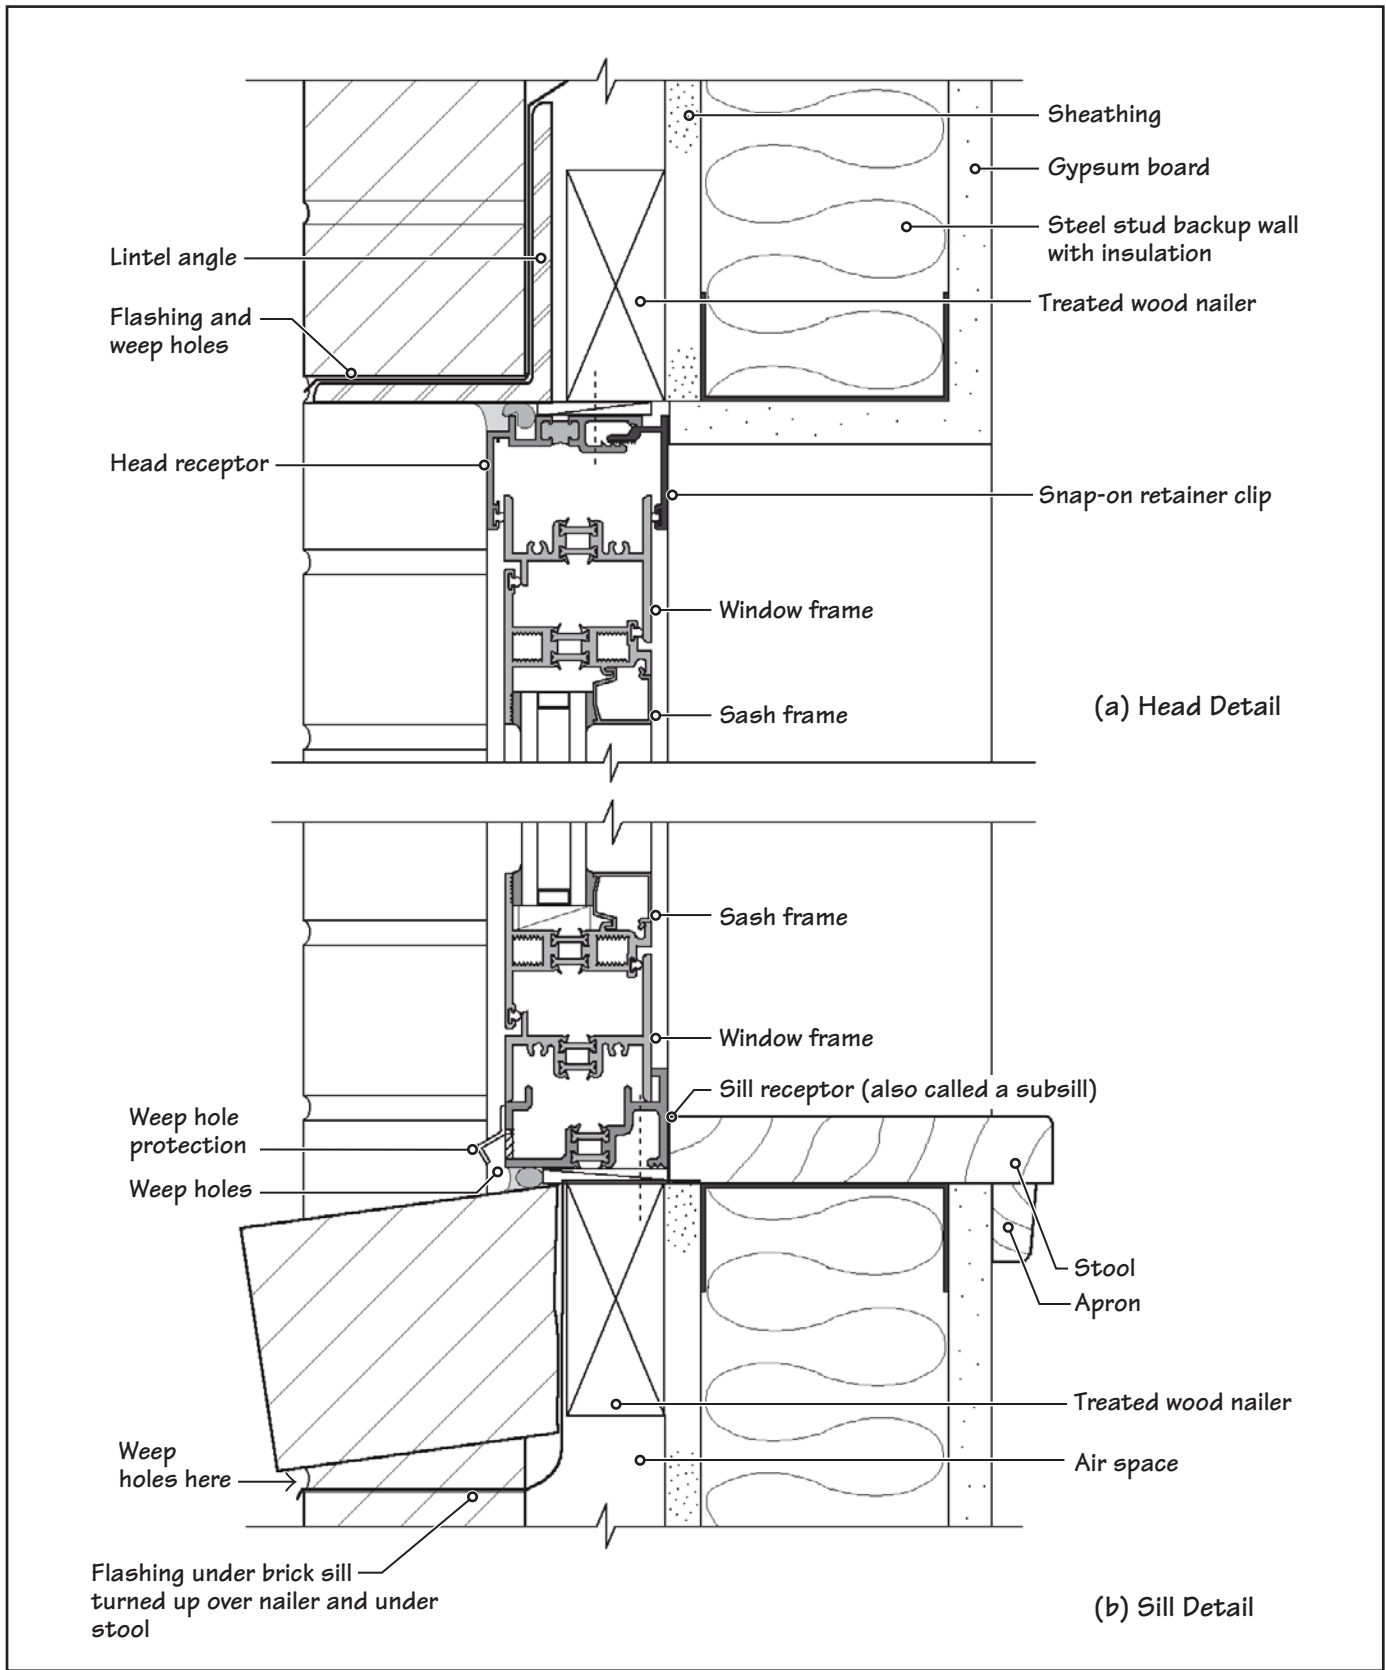 Sheathing
Gypsum board
Lintel angle
Steel stud backup wall
with insulation
Flashing and
weep holes
Treated wood nailer
Head receptor
Snap-on retainer clip
Window frame
Sash frame
(a) Head Detail
Sash frame
Window frame
Sill receptor (also called a subsill)
Weep hole
protection
Weep holes
Stool
Apron
Treated wood nailer
Weep
holes here
Air space
Flashing under brick sill
turned up over nailer and under
stool
(b) Sill Detail